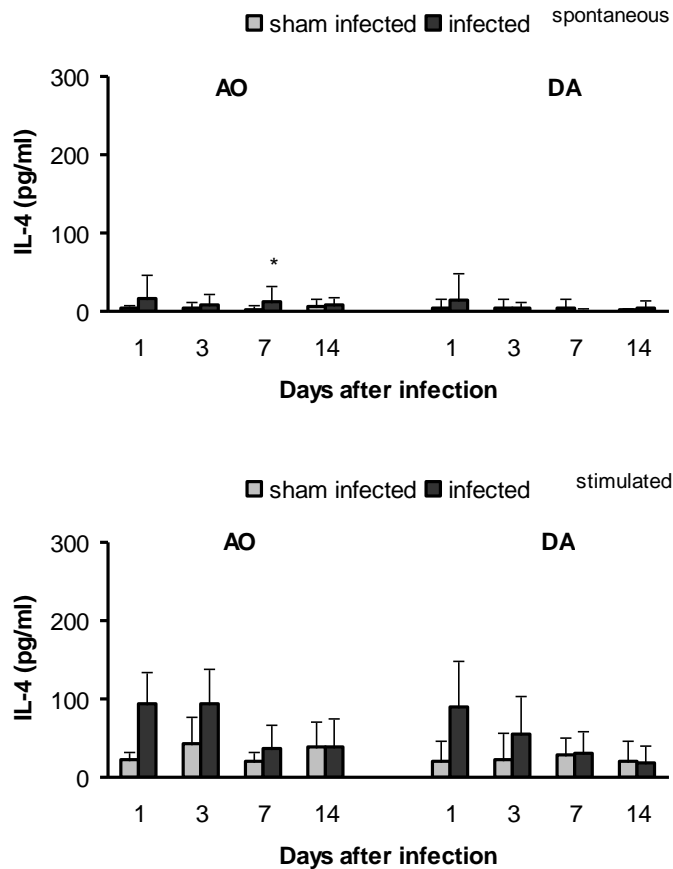 sham infected infected spontaneous
300
AO DA
200
IL-4 (pg/ml)
100
*
0
1 3 7 14 1 3 7 14
Days after infection
sham infected infected stimulated
300
AO DA
200
IL-4 (pg/ml)
100
0
1 3 7 14 1 3 7 14
Days after infection